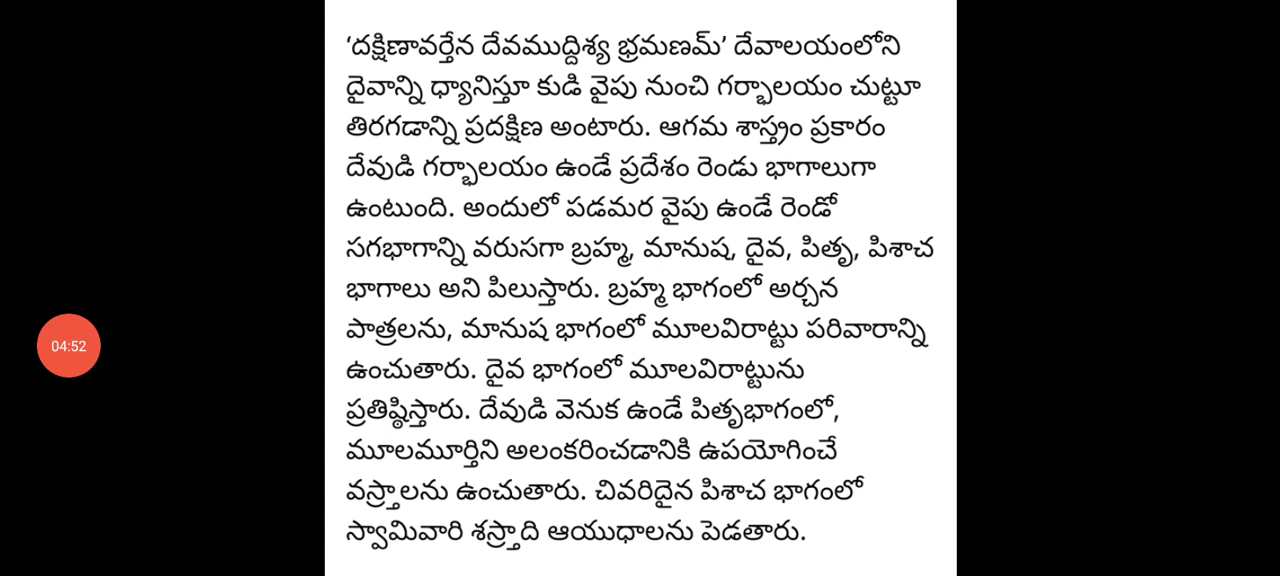 ‘దక్షిణావర్తేన దేవముద్దిశ్య భ్రమణమ్’ దేవాలయంలోని
దైవాన్ని ధ్యానిస్తూ కుడి వైపు నుంచి గర్భాలయం చుట్టూ
తిరగడాన్ని ప్రదక్షిణ అంటారు. ఆగమ శాస్త్రం ప్రకారం
దేవుడి గర్భాలయం ఉండే ప్రదేశం రెండు భాగాలుగా
ఉంటుంది. అందులో పడమర వైపు ఉండే రెండో
సగభాగాన్ని వరుసగా బ్రహ్మ, మానుష, దైవ, పితృ, పిశాచ
భాగాలు అని పిలుస్తారు. బ్రహ్మ భాగంలో అర్చన
పాత్రలను, మానుష భాగంలో మూలవిరాట్టు పరివారాన్ని
ఉంచుతారు. దైవ భాగంలో మూలవిరాట్టును
ప్రతిష్ఠిస్తారు. దేవుడి వెనుక ఉండే పితృభాగంలో,
మూలమూర్తిని అలంకరించడానికి ఉపయోగించే
వస్త్రాలను ఉంచుతారు. చివరిదైన పిశాచ భాగంలో
స్వామివారి శస్త్రాది ఆయుధాలను పెడతారు.
04:52